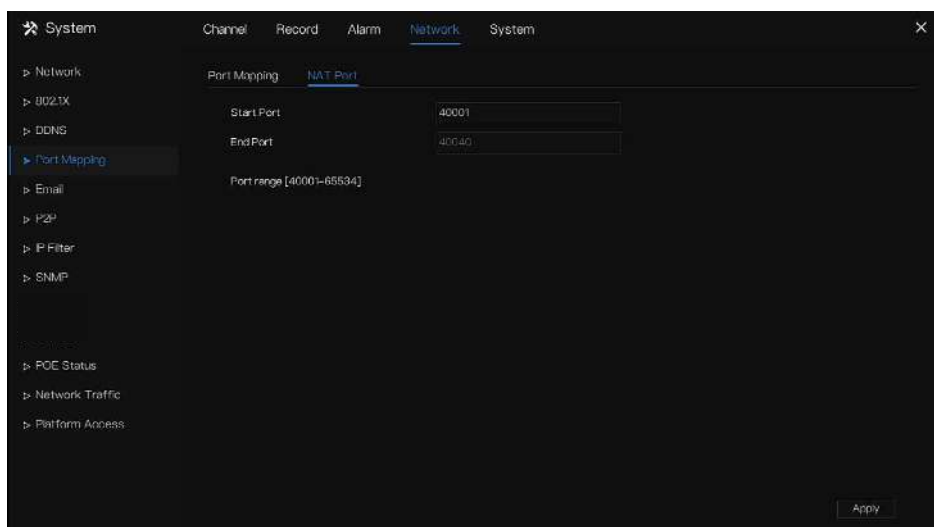 System
Channel Record Alarm Network System
Network
802.1X
DDNS
Port Mapping
Email
P2P
IP Filter
SNMP
POE Status
Network Traffic
Platform Access
Port Mapping NAT Port
Start Port 40001
End Port 40040
Port range [40001-65534]
Apply